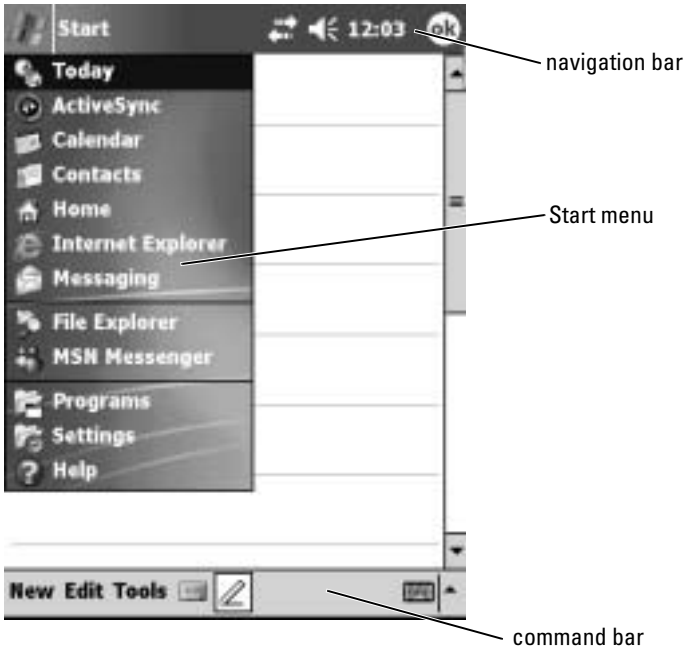 Start 12:03 ok
navigation bar
Today
ActiveSync
Calendar
Contacts
Home
Start menu
Internet Explorer
Messaging
File Explorer
MSN Messenger
Programs
Settings
? Help
New Edit Tools
command bar